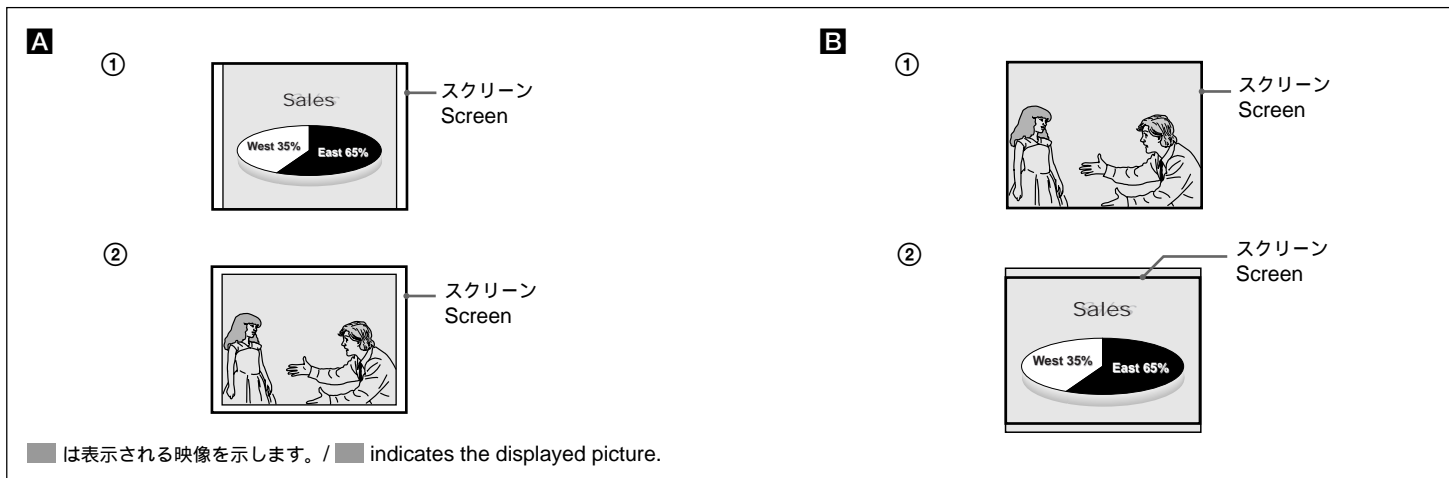 A
①
Sales
West 35%
East 65%
スクリーン
Screen
②
スクリーン
Screen
B
①
スクリーン
Screen
②
スクリーン
Screen
Sales
West 35%
East 65%
は表示される映像を示します。/ indicates the displayed picture.